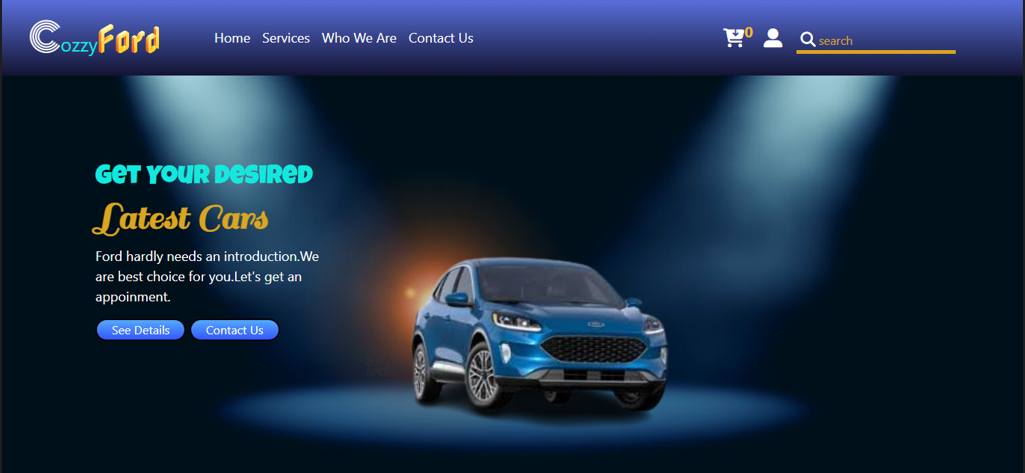 CozzyFord
Home Services Who We Are Contact Us
0
search
Get Your Desired
Latest Cars
Ford hardly needs an introduction.We
are best choice for you.Let's get an
appoinment.
See Details Contact Us